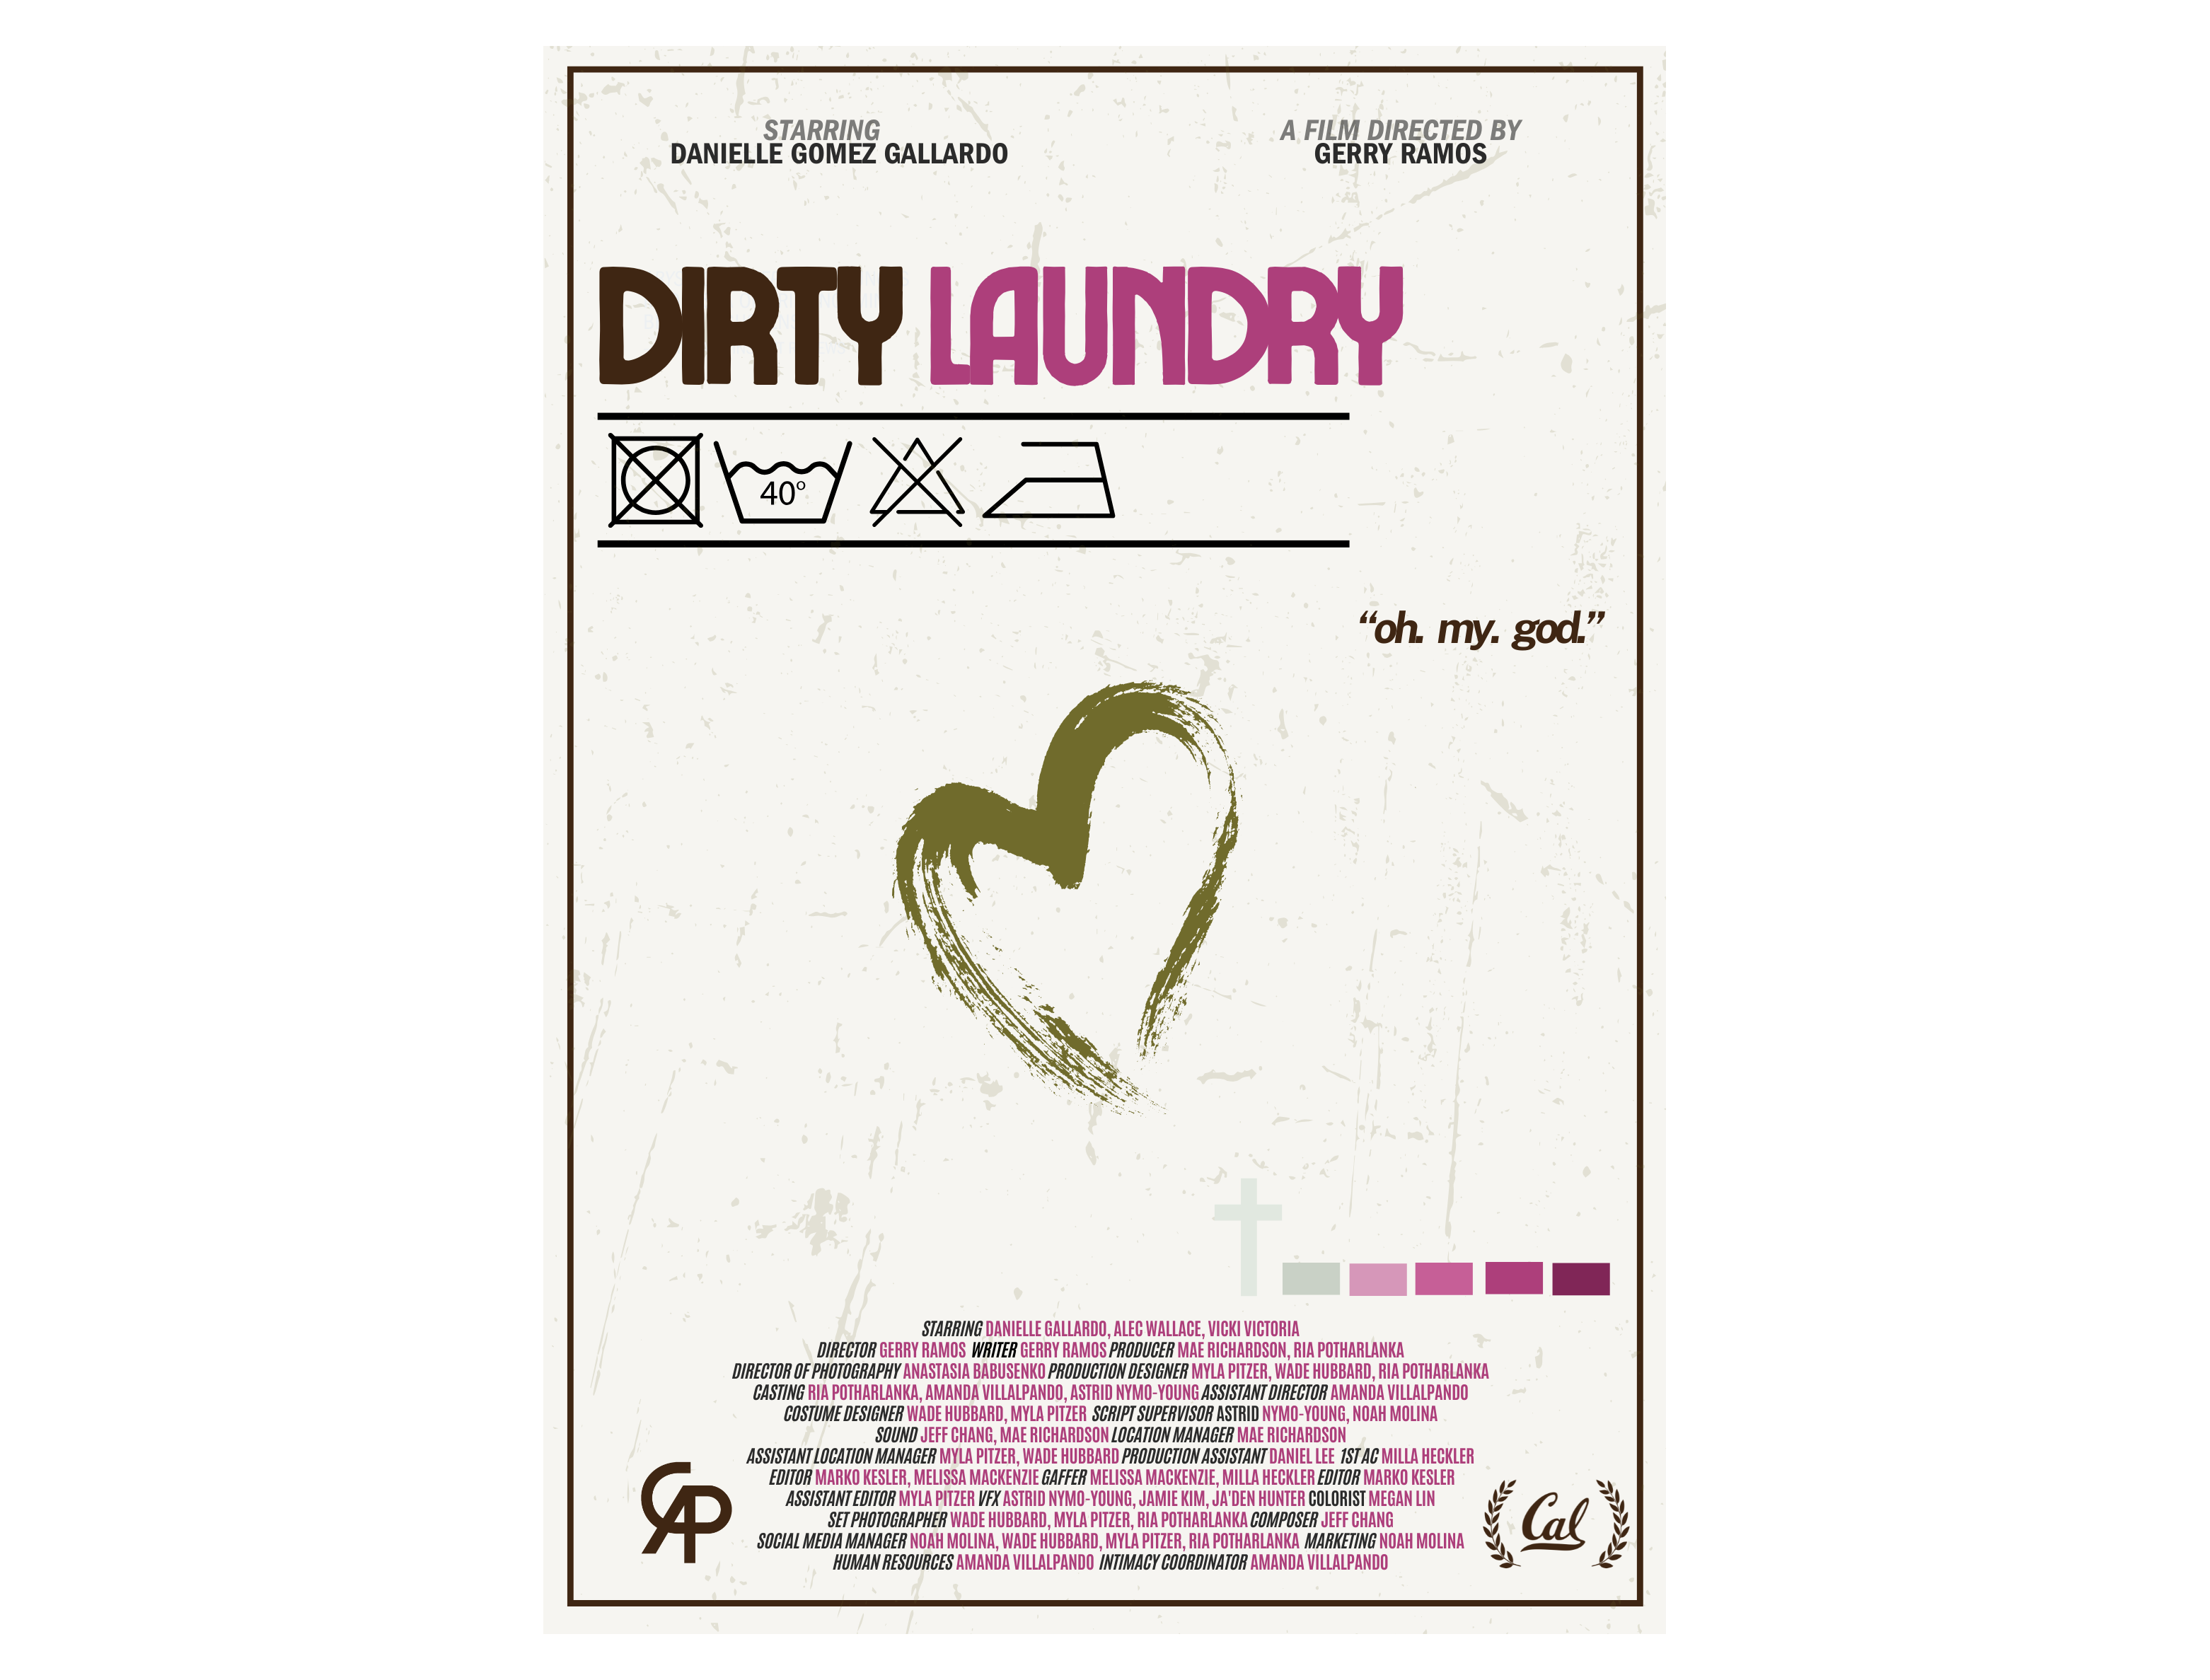 STARRING
DANIELLE GOMEZ GALLARDO
A FILM DIRECTED BY
GERRY RAMOS
DIRTY LAUNDRY
40°
“oh. my. god.”
STARRING DANIELLE GALLARDO, ALEC WALLACE, VICKI VICTORIA
DIRECTOR GERRY RAMOS WRITER GERRY RAMOS PRODUCER MAE RICHARDSON, RIA POTHARLANKA
DIRECTOR OF PHOTOGRAPHY ANASTASIA BABUSENKO PRODUCTION DESIGNER MYLA PITZER, WADE HUBBARD, RIA POTHARLANKA
CASTING RIA POTHARLANKA, AMANDA VILLALPANDO, ASTRID NYMO-YOUNG ASSISTANT DIRECTOR AMANDA VILLALPANDO
COSTUME DESIGNER WADE HUBBARD, MYLA PITZER SCRIPT SUPERVISOR ASTRID NYMO-YOUNG, NOAH MOLINA
SOUND JEFF CHANG, MAE RICHARDSON LOCATION MANAGER MAE RICHARDSON
ASSISTANT LOCATION MANAGER MYLA PITZER, WADE HUBBARD PRODUCTION ASSISTANT DANIEL LEE 1ST AC MILLA HECKLER
EDITOR MARKO KESLER, MELISSA MACKENZIE GAFFER MELISSA MACKENZIE, MILLA HECKLER EDITOR MARKO KESLER
ASSISTANT EDITOR MYLA PITZER VFX ASTRID NYMO-YOUNG, JAMIE KIM, JA'DEN HUNTER COLORIST MEGAN LIN
SET PHOTOGRAPHER WADE HUBBARD, MYLA PITZER, RIA POTHARLANKA COMPOSER JEFF CHANG
SOCIAL MEDIA MANAGER NOAH MOLINA, WADE HUBBARD, MYLA PITZER, RIA POTHARLANKA MARKETING NOAH MOLINA
HUMAN RESOURCES AMANDA VILLALPANDO INTIMACY COORDINATOR AMANDA VILLALPANDO
CAP
Cal